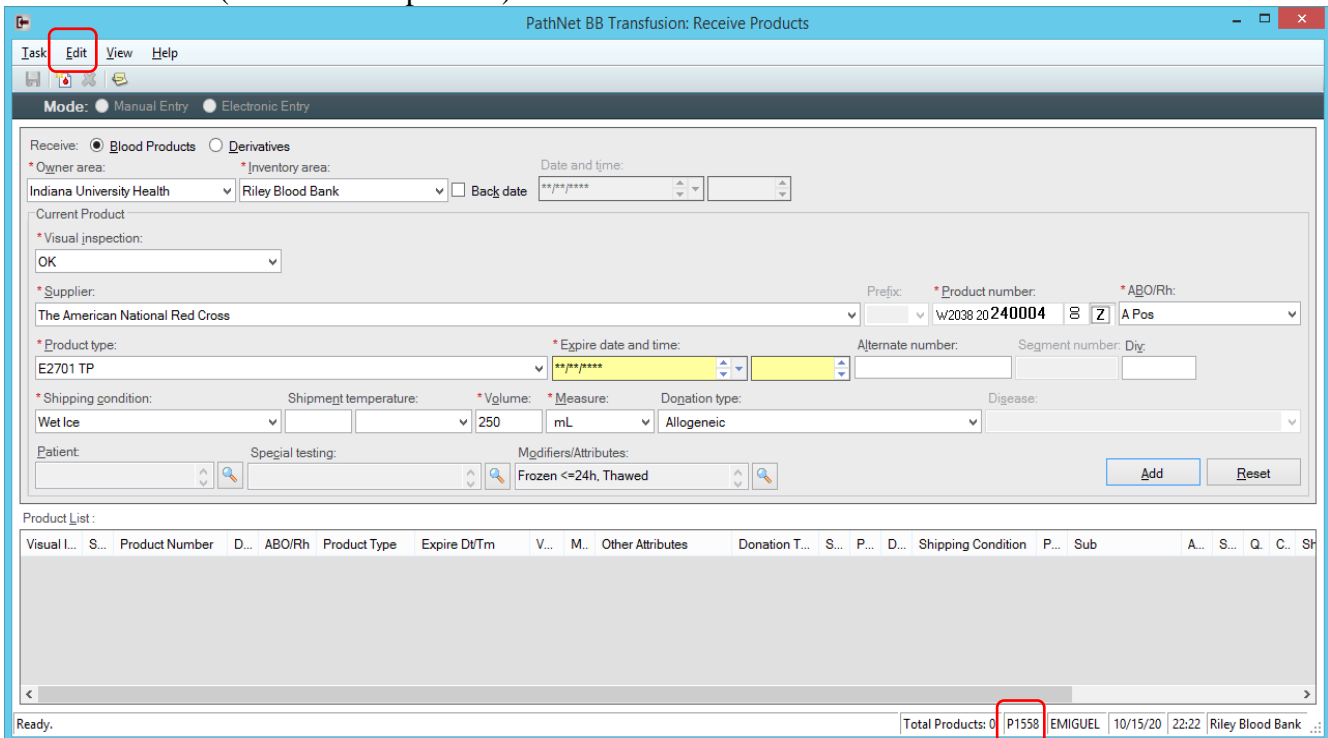 PathNet BB Transfusion: Receive Products
Task Edit View Help
Mode: Manual Entry Electronic Entry
Receive: Blood Products Derivatives
*Owner area: *Inventory area: Date and time:
Indiana University Health Riley Blood Bank Back date **/**/****
Current Product
*Visual inspection:
OK
*Supplier: Prefix: *Product number: *ABO/Rh:
The American National Red Cross W2038 20 240004 8 Z A Pos
*Product type: *Expire date and time: Alternate number: Segment number: Div:
E2701 TP **/**/****
*Shipping condition: Shipment temperature: *Volume: *Measure: Donation type: Disease:
Wet Ice 250 mL Allogeneic
Patient: Special testing: Modifiers/Attributes:
Frozen <=24h, Thawed Add Reset
Product List :
Visual I... S... Product Number D... ABO/Rh Product Type Expire Dt/Tm V... M.. Other Attributes Donation T... S... P... D... Shipping Condition P... Sub A... S... Q. C.. Sh
Ready. Total Products: 0 P1558 EMIGUEL 10/15/20 22:22 Riley Blood Bank